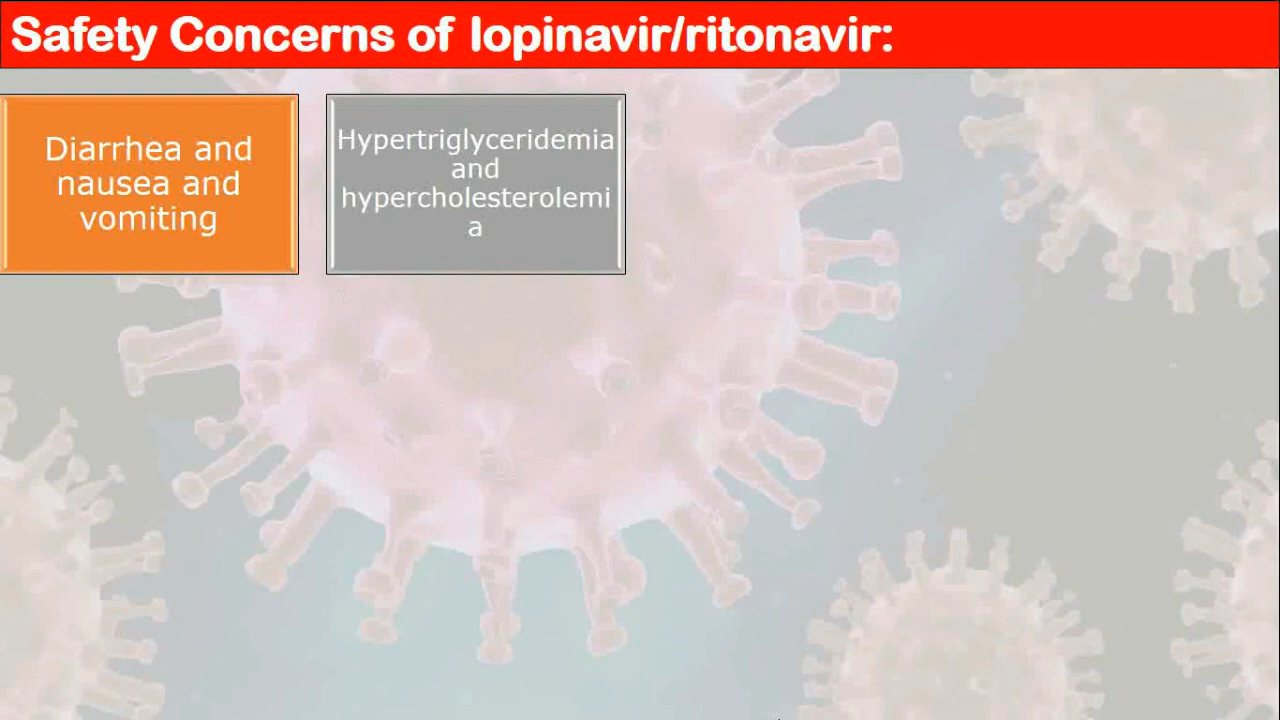 Safety Concerns of lopinavir/ritonavir:
Diarrhea and
nausea and
vomiting
Hypertriglyceridemia
and
hypercholesterolemi
a